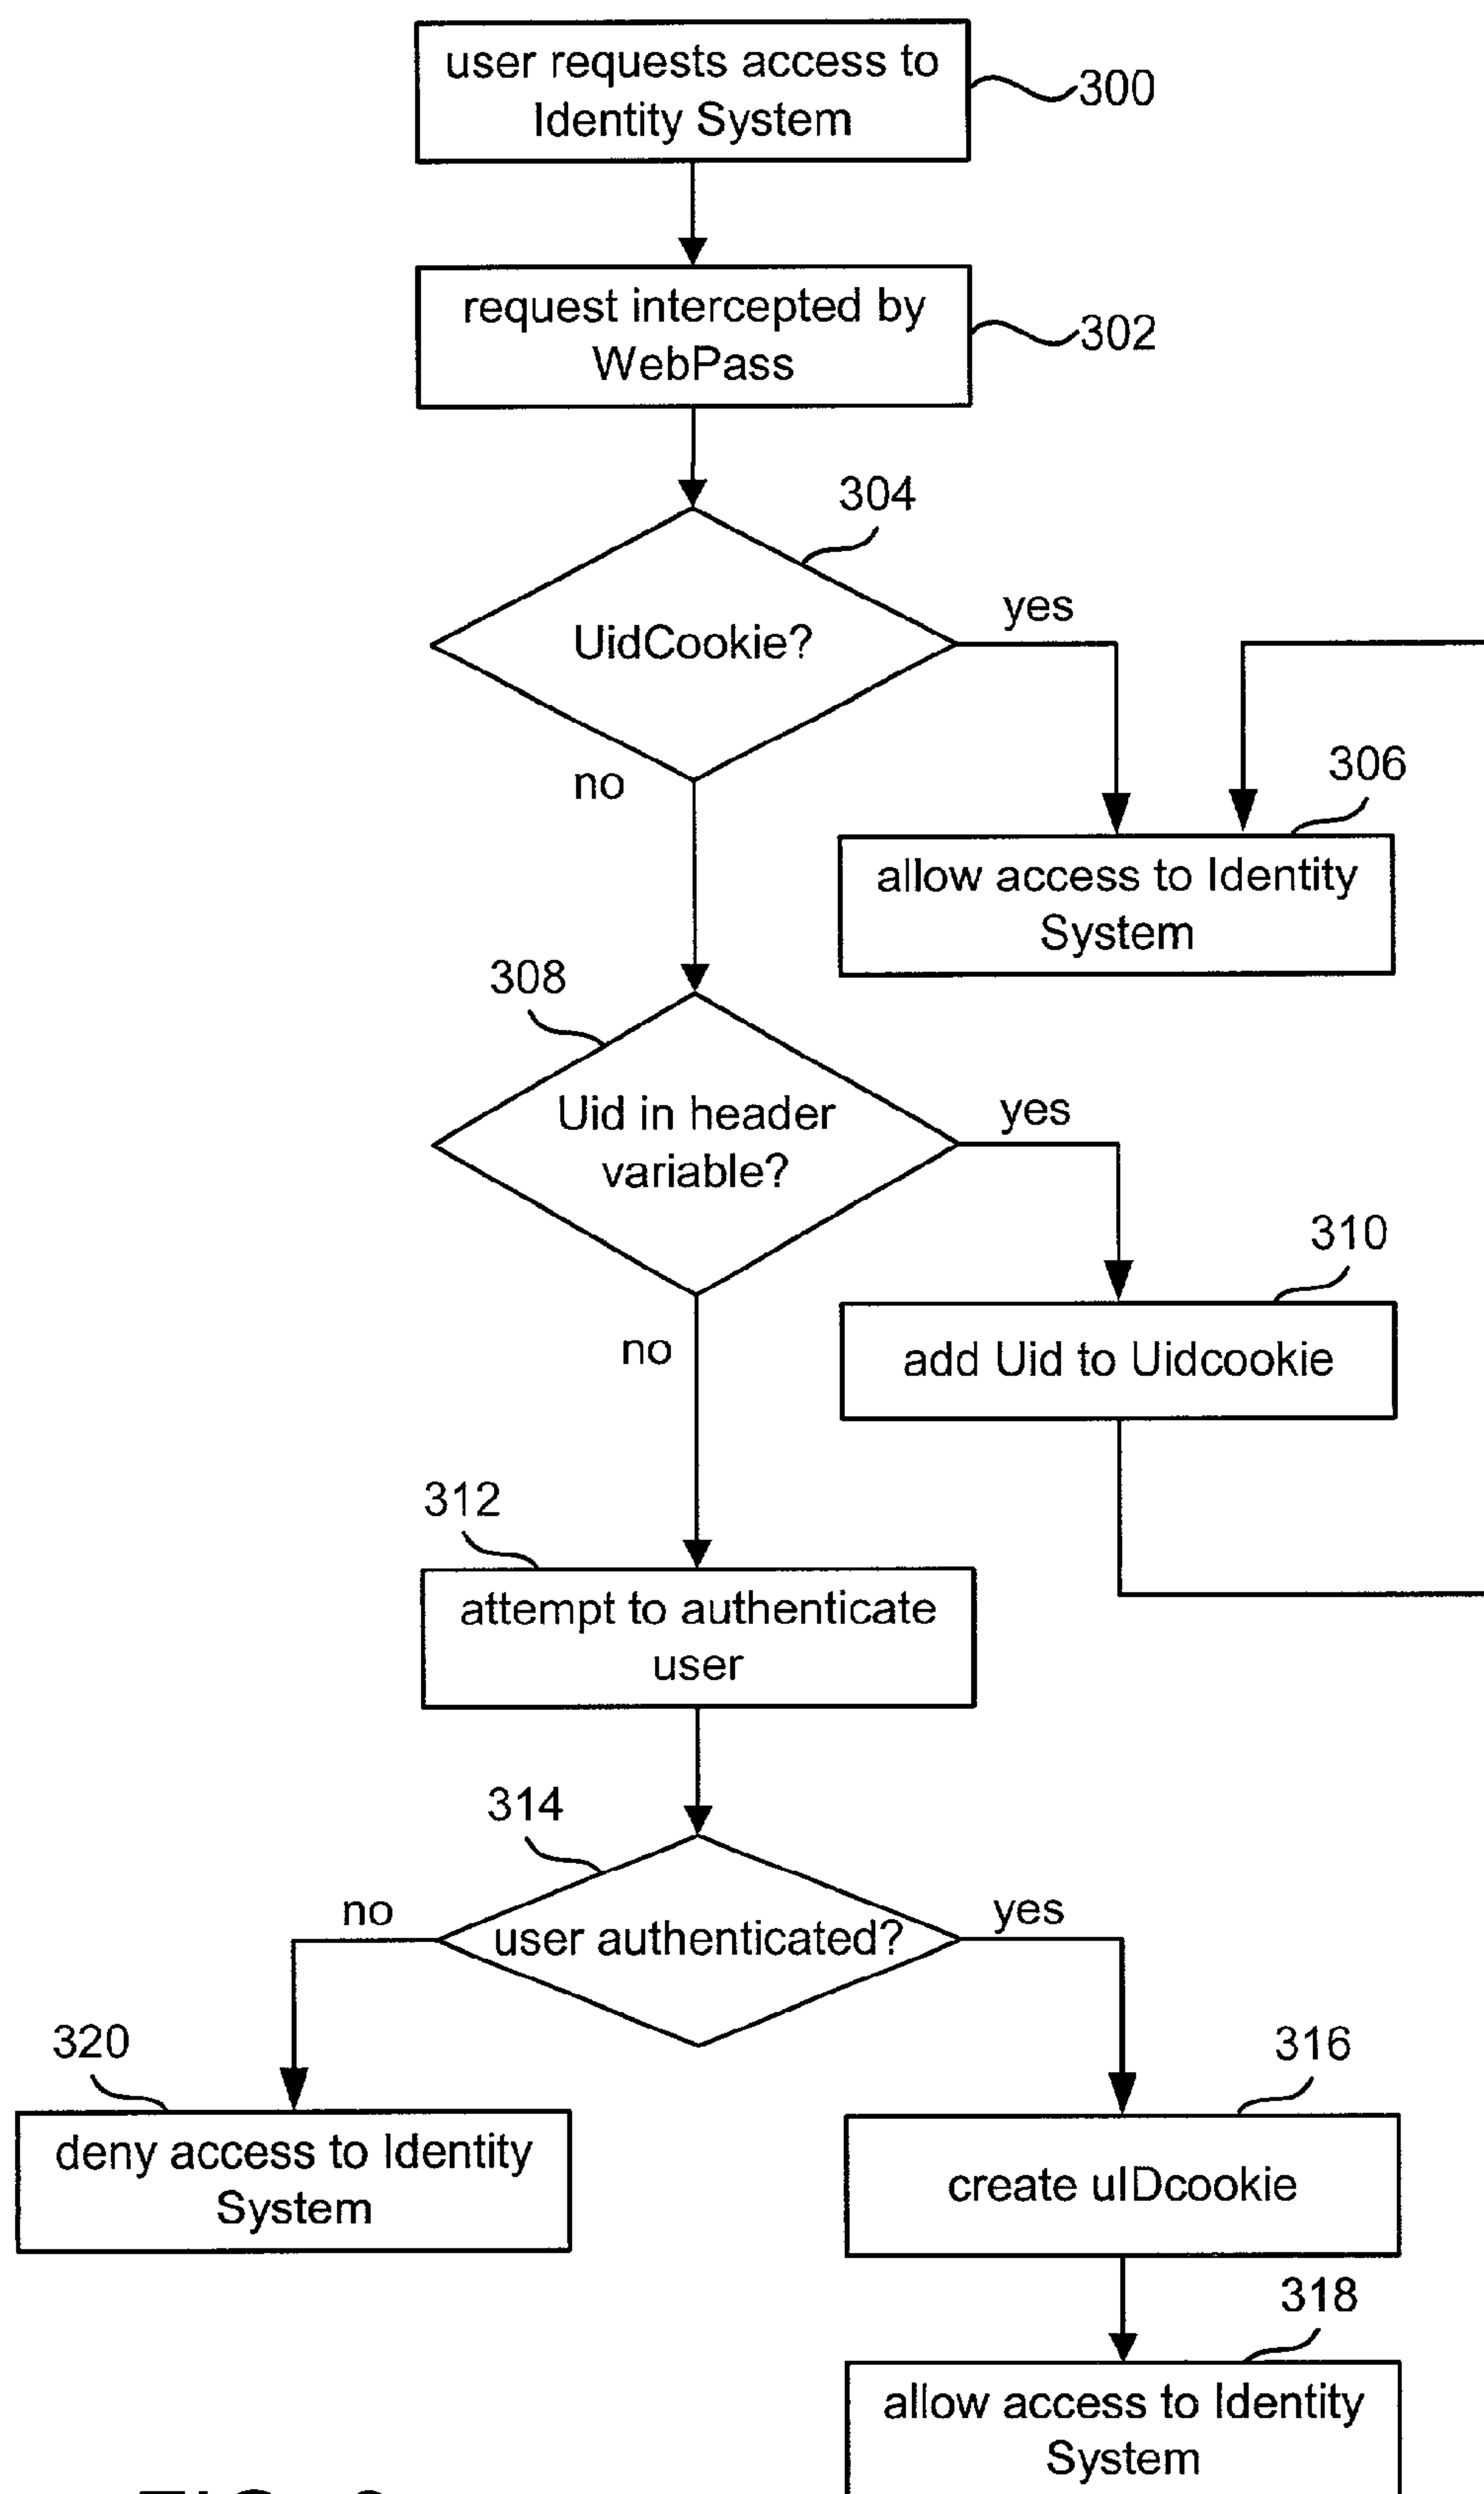 user requests access to
Identity System
300
request intercepted by
WebPass
302
304
UidCookie?
yes
no
306
allow access to Identity
System
308
Uid in header
variable?
yes
no
310
add Uid to Uidcookie
312
attempt to authenticate
user
314
user authenticated?
no
yes
320
deny access to Identity
System
316
create uIDcookie
318
allow access to Identity
System